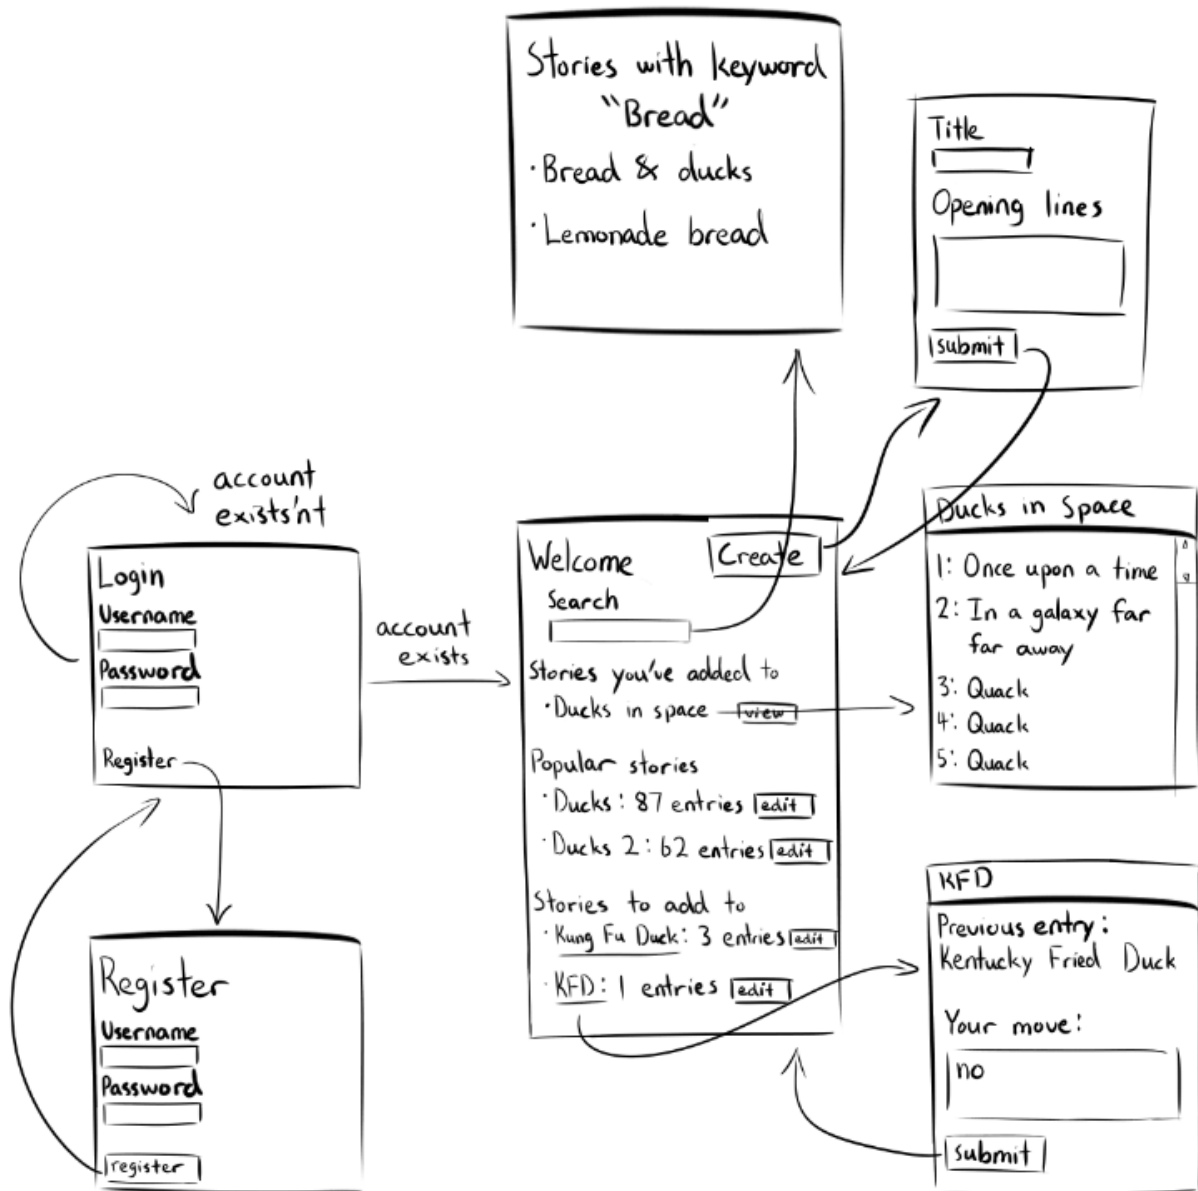 Stories with keyword
"Bread"
· Bread & ducks
· Lemonade bread
Title
Opening lines
submit
account
exists'nt
Login
Username
Password
Register
account
exists
Register
Username
Password
register
Welcome
Create
Search
Stories you've added to
· Ducks in space view
Popular stories
· Ducks: 87 entries edit
· Ducks 2: 62 entries edit
Stories to add to
· Kung Fu Duck: 3 entries edit
· KFD: 1 entries edit
Ducks in Space
1: Once upon a time
2: In a galaxy far
far away
3: Quack
4: Quack
5: Quack
KFD
Previous entry:
Kentucky Fried Duck
Your move:
no
submit